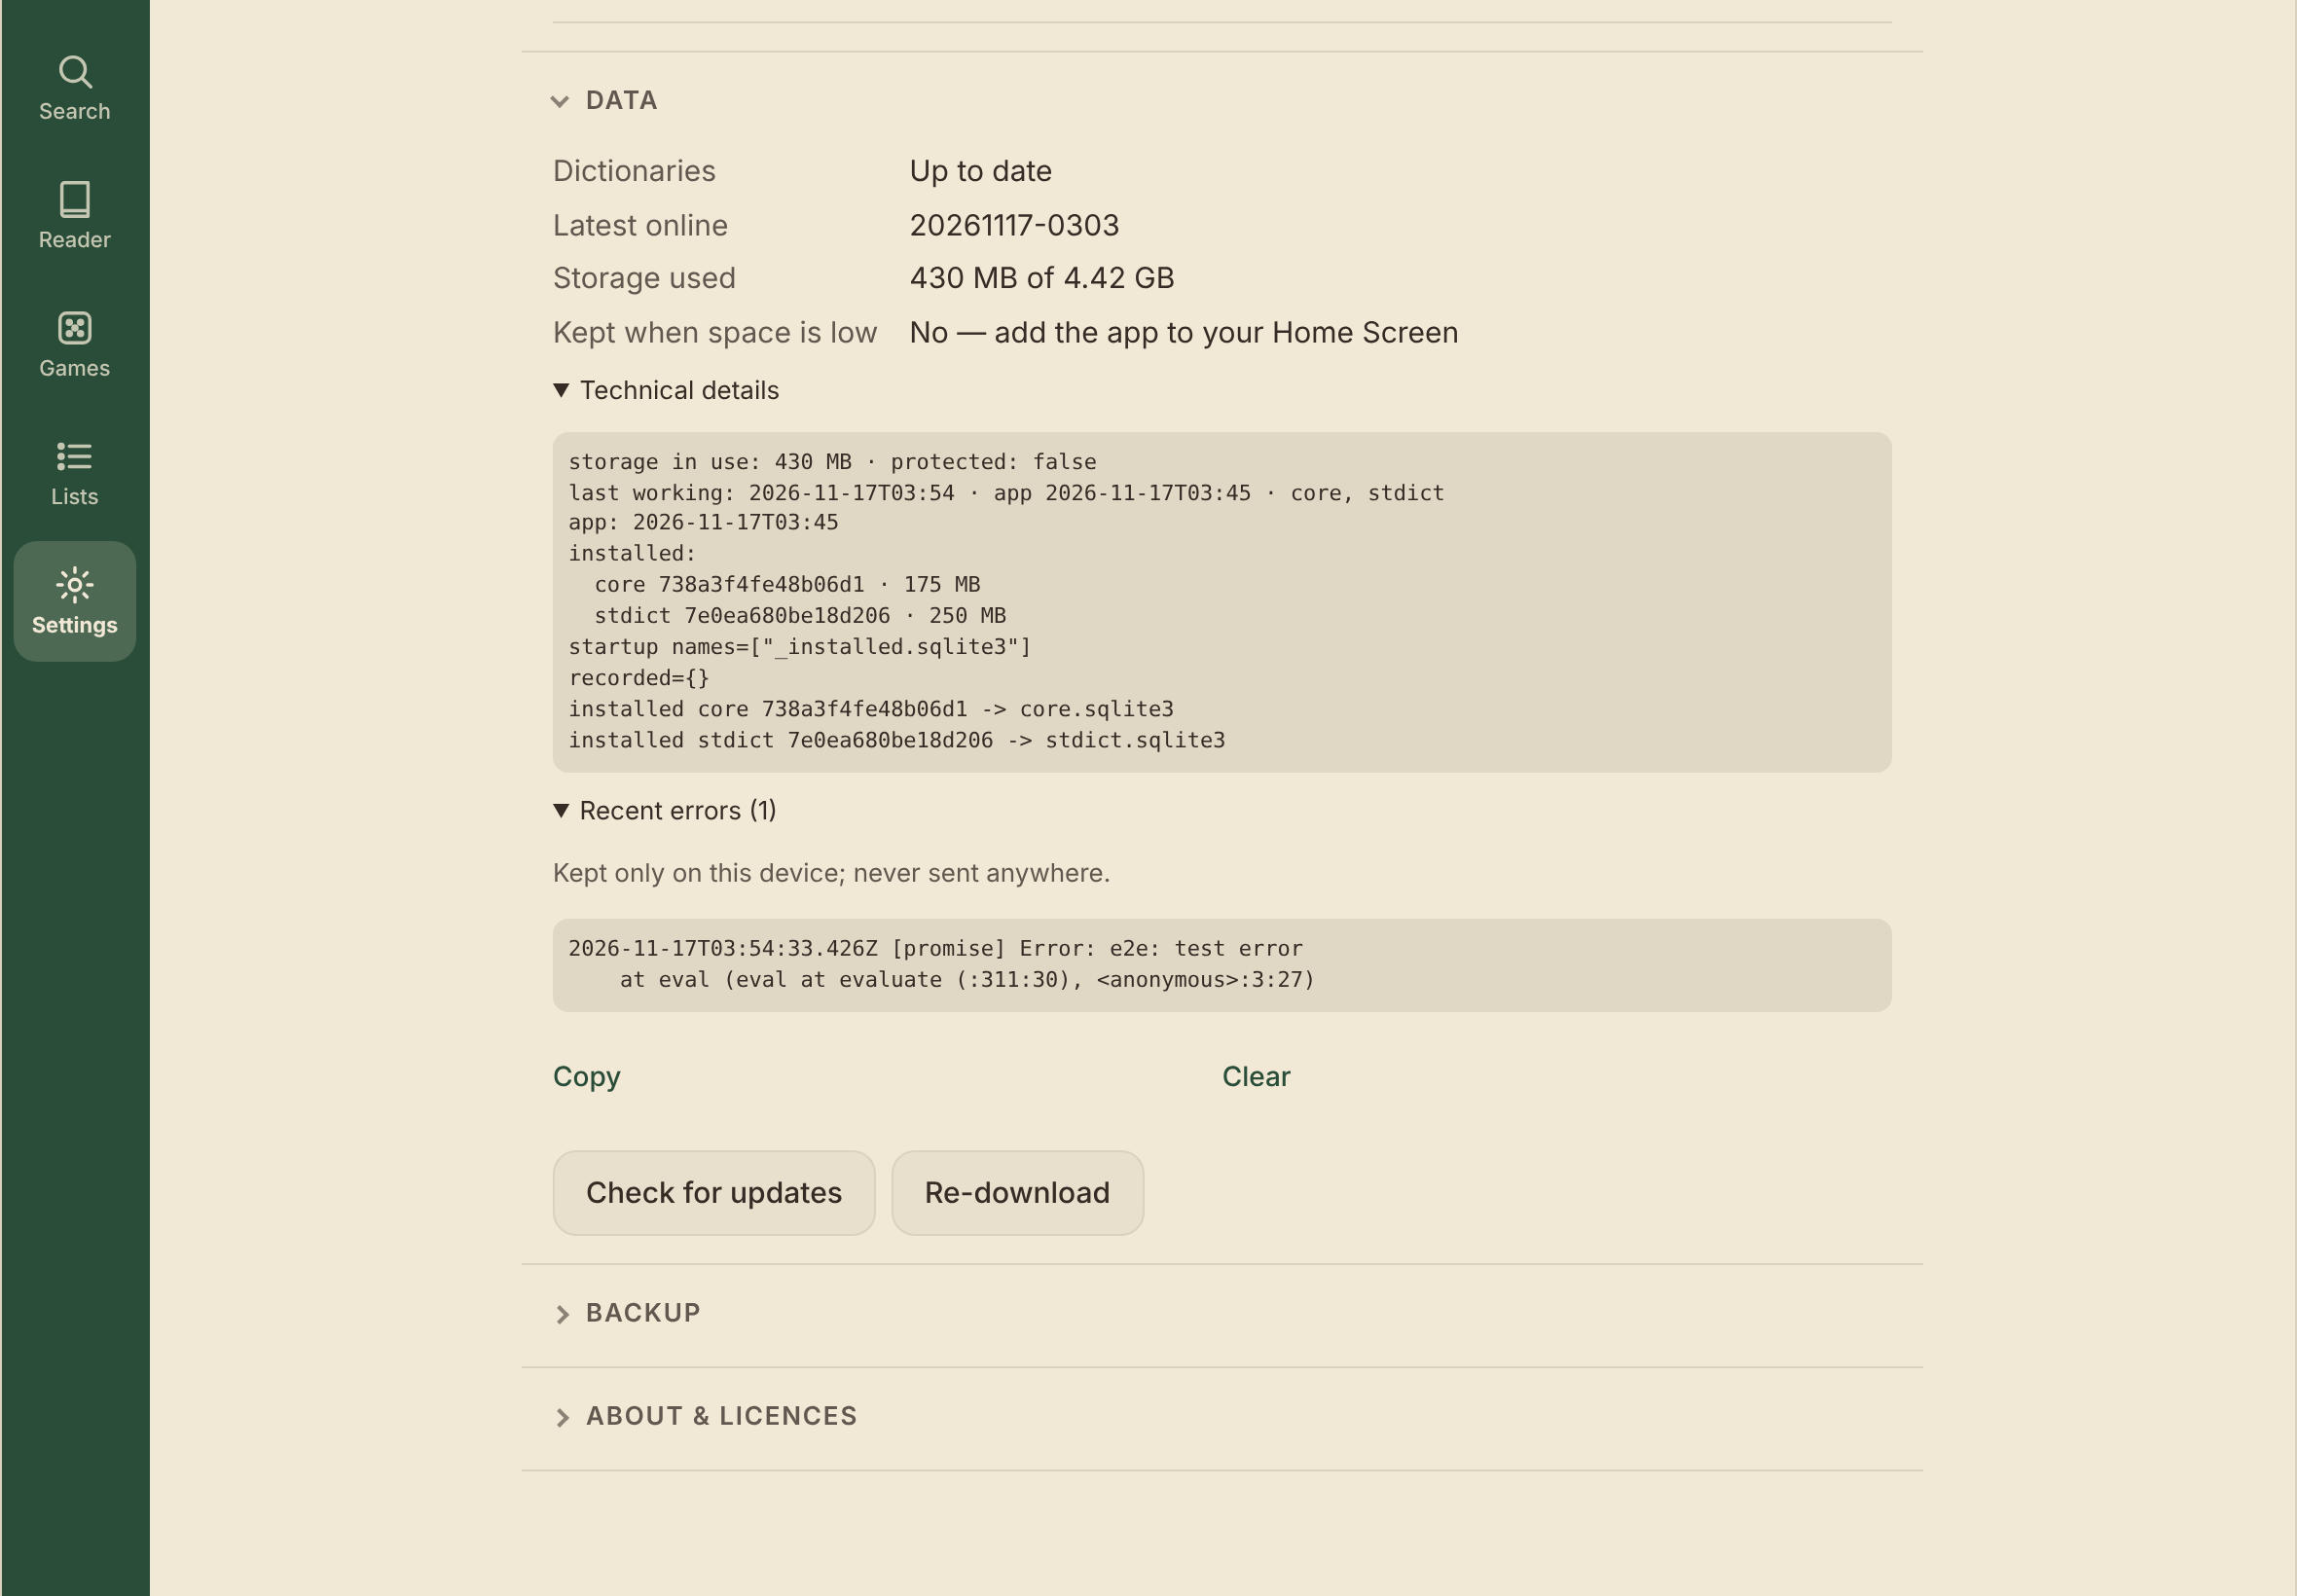 Search
Reader
Games
Lists
Settings
DATA
Dictionaries Up to date
Latest online 20261117-0303
Storage used 430 MB of 4.42 GB
Kept when space is low No — add the app to your Home Screen
▼ Technical details
storage in use: 430 MB · protected: false
last working: 2026-11-17T03:54 · app 2026-11-17T03:45 · core, stdict
app: 2026-11-17T03:45
installed:
  core 738a3f4fe48b06d1 · 175 MB
  stdict 7e0ea680be18d206 · 250 MB
startup names=["_installed.sqlite3"]
recorded={}
installed core 738a3f4fe48b06d1 -> core.sqlite3
installed stdict 7e0ea680be18d206 -> stdict.sqlite3
▼ Recent errors (1)
Kept only on this device; never sent anywhere.
2026-11-17T03:54:33.426Z [promise] Error: e2e: test error
    at eval (eval at evaluate (:311:30), <anonymous>:3:27)
Copy Clear
Check for updates Re-download
BACKUP
ABOUT & LICENCES